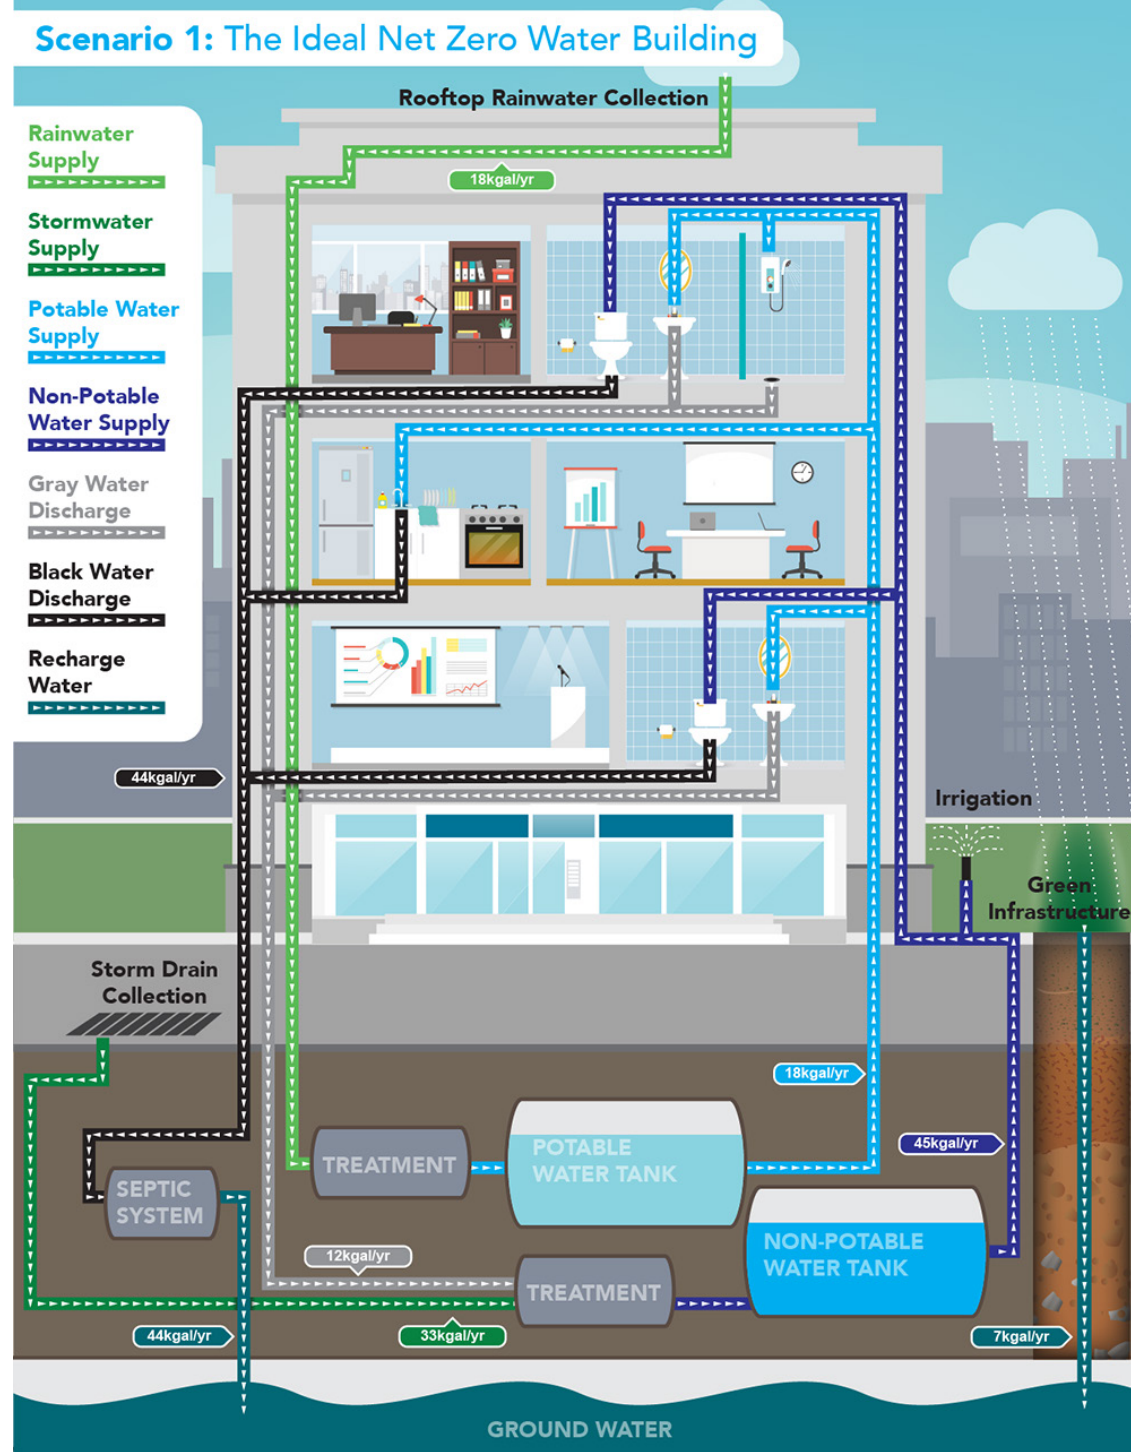 Scenario 1: The Ideal Net Zero Water Building
Rooftop Rainwater Collection
18kgal/yr
Rainwater
Supply
Stormwater
Supply
Potable Water
Supply
Non-Potable
Water Supply
Gray Water
Discharge
Black Water
Discharge
Recharge
Water
44kgal/yr
Irrigation
Green
Infrastructure
Storm Drain
Collection
18kgal/yr
45kgal/yr
TREATMENT
POTABLE
WATER TANK
SEPTIC
SYSTEM
NON-POTABLE
WATER TANK
12kgal/yr
TREATMENT
44kgal/yr
33kgal/yr
7kgal/yr
GROUND WATER